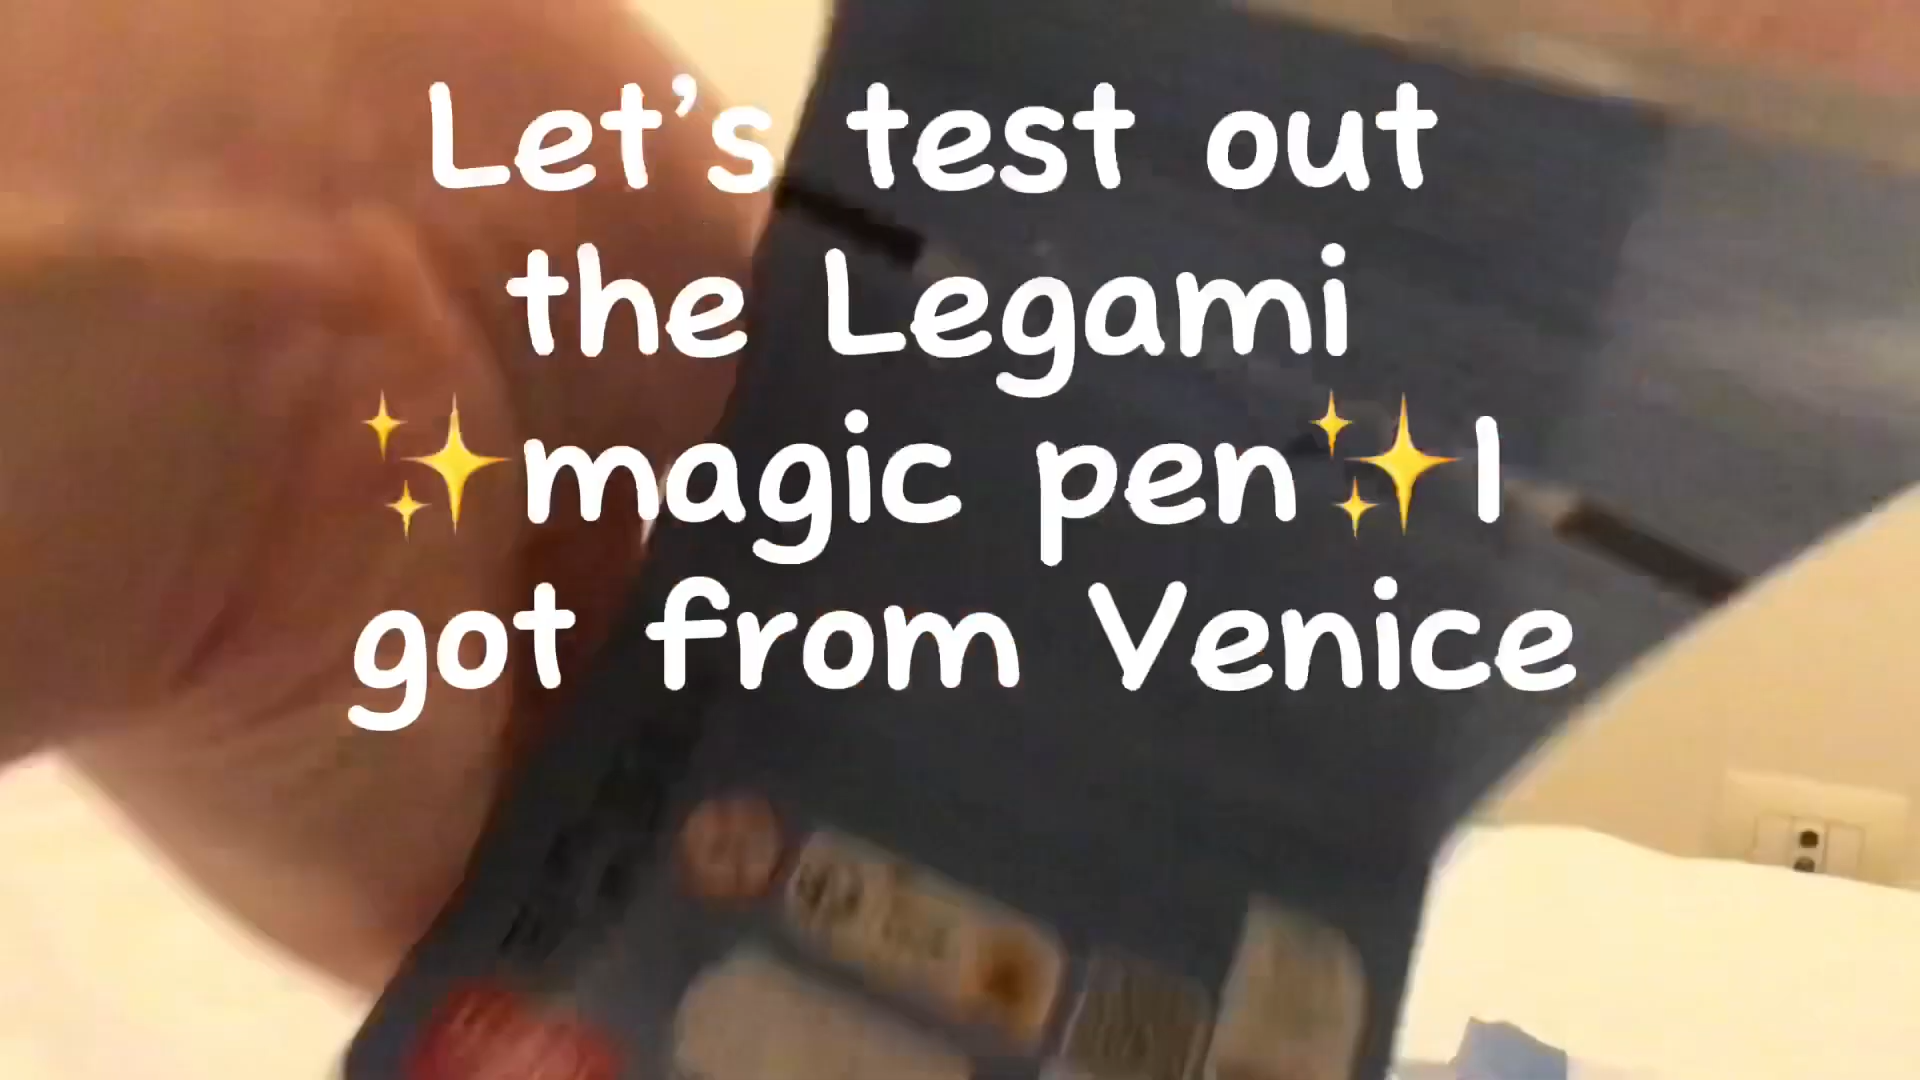 Let’s test out
the Legami
✨magic pen✨I
got from Venice